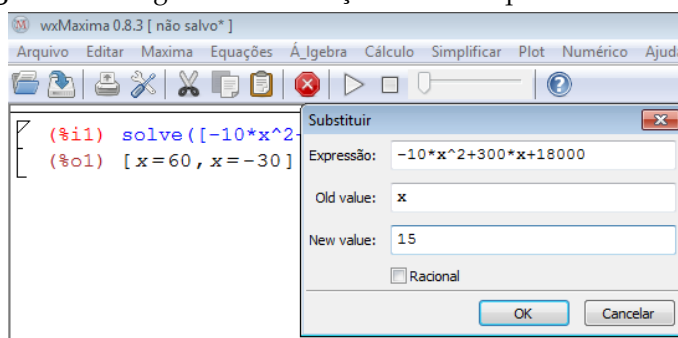 wxMaxima 0.8.3 [ não salvo* ]
Arquivo Editar Maxima Equações Á_lgebra Cálculo Simplificar Plot Numérico Ajuda
(%i1) solve([-10*x^2-
(%o1) [x=60,x=-30]
Substituir
Expressão: -10*x^2+300*x+18000
Old value: x
New value: 15
Racional
OK Cancelar